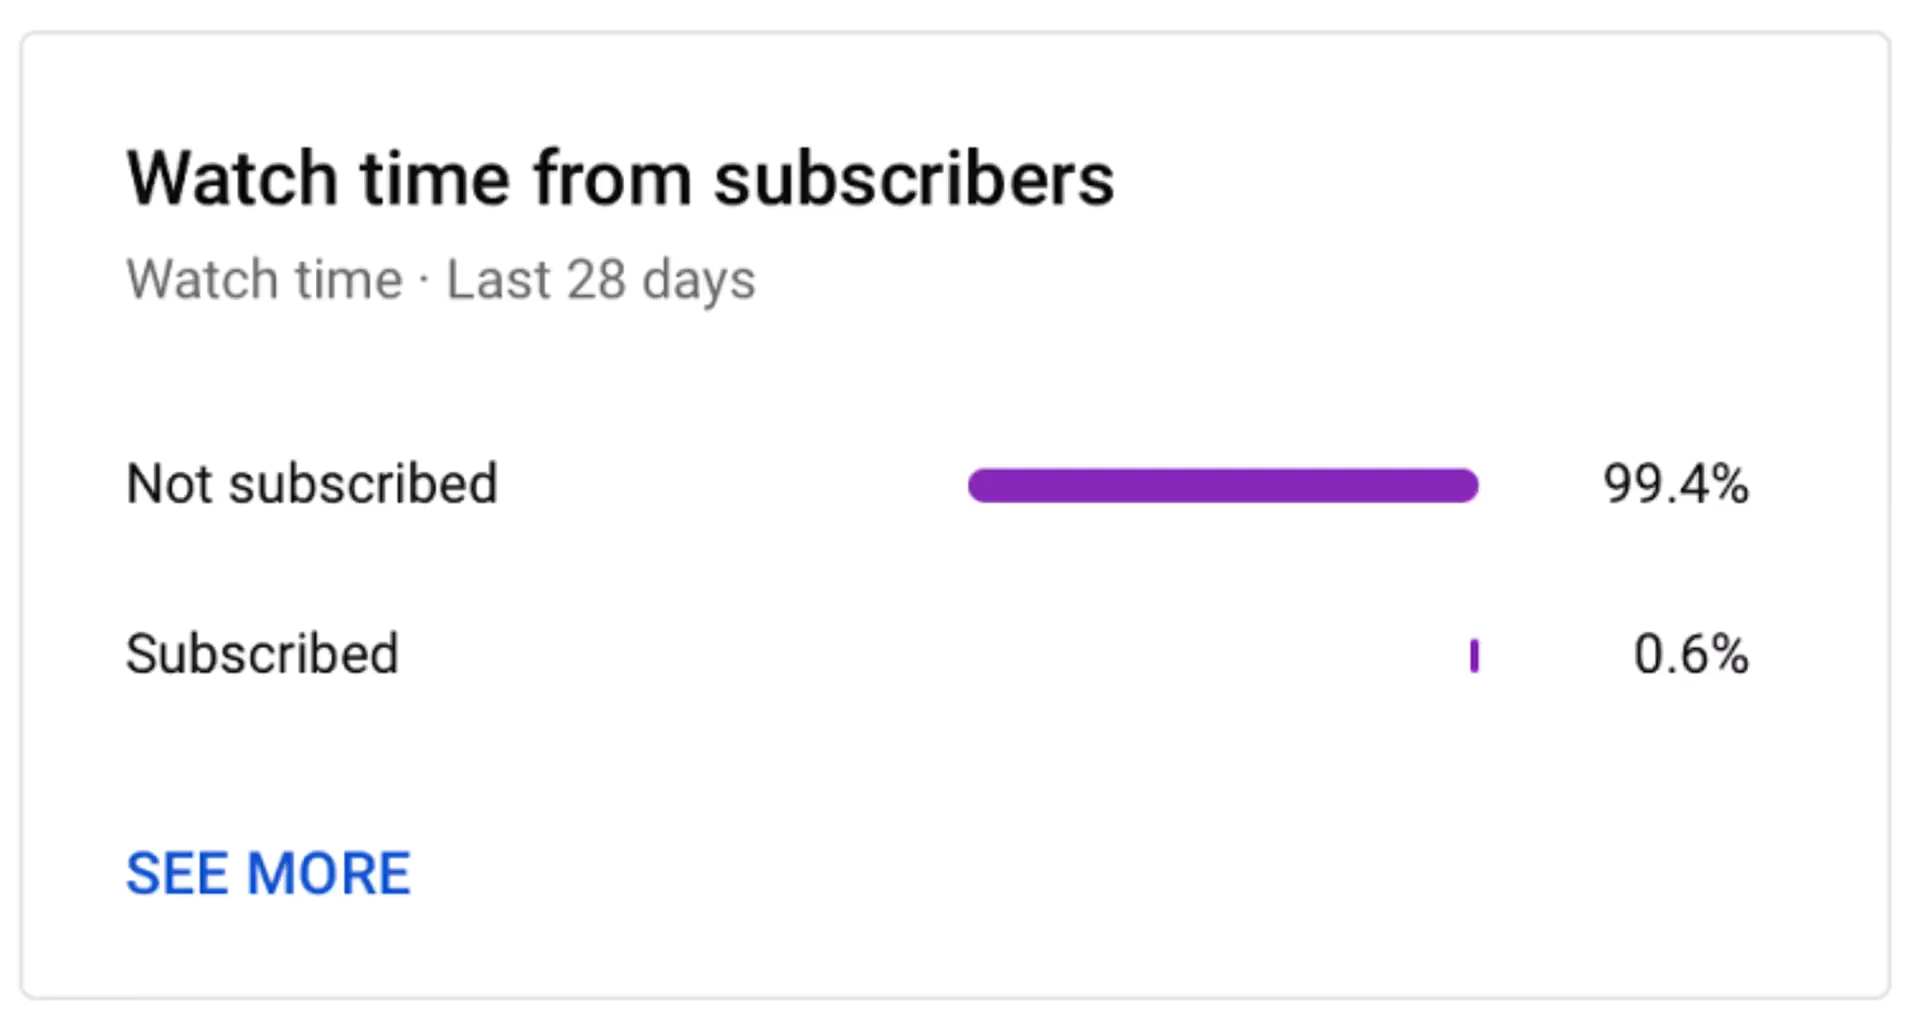 Watch time from subscribers
Watch time · Last 28 days
Not subscribed 99.4%
Subscribed 0.6%
SEE MORE